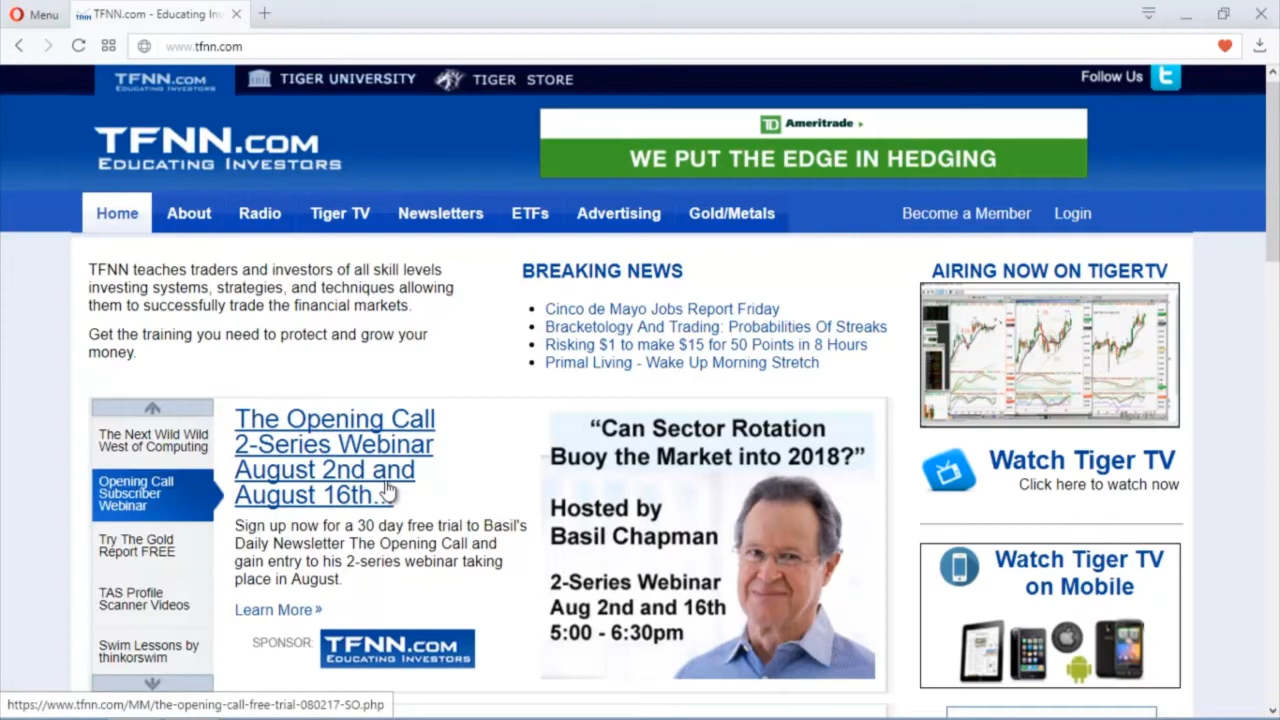 Menu
TFNN.com - Educating Inv
www.tfnn.com
TFNN.COM
EDUCATING INVESTORS
TIGER UNIVERSITY
TIGER STORE
Follow Us
TFNN.COM
EDUCATING INVESTORS
TD Ameritrade
WE PUT THE EDGE IN HEDGING
Home
About
Radio
Tiger TV
Newsletters
ETFs
Advertising
Gold/Metals
Become a Member
Login
TFNN teaches traders and investors of all skill levels
investing systems, strategies, and techniques allowing
them to successfully trade the financial markets.
Get the training you need to protect and grow your
money.
BREAKING NEWS
Cinco de Mayo Jobs Report Friday
Bracketology And Trading: Probabilities Of Streaks
Risking $1 to make $15 for 50 Points in 8 Hours
Primal Living - Wake Up Morning Stretch
AIRING NOW ON TIGERTV
Watch Tiger TV
Click here to watch now
Watch Tiger TV
on Mobile
The Next Wild Wild
West of Computing
Opening Call
Subscriber
Webinar
Try The Gold
Report FREE
TAS Profile
Scanner Videos
Swim Lessons by
thinkorswim
The Opening Call
2-Series Webinar
August 2nd and
August 16th...
Sign up now for a 30 day free trial to Basil's
Daily Newsletter The Opening Call and
gain entry to his 2-series webinar taking
place in August.
Learn More »
SPONSOR:
TFNN.COM
EDUCATING INVESTORS
“Can Sector Rotation
Buoy the Market into 2018?”
Hosted by
Basil Chapman
2-Series Webinar
Aug 2nd and 16th
5:00 - 6:30pm
https://www.tfnn.com/MM/the-opening-call-free-trial-080217-SO.php